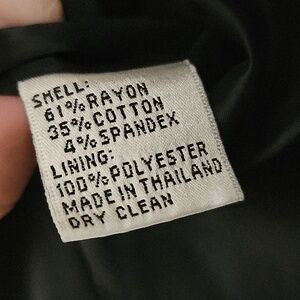 SHELL:
61%RAYON
35%COTTON
4%SPANDEX
LINING:
100%POLYESTER
MADE IN THAILAND
DRY CLEAN